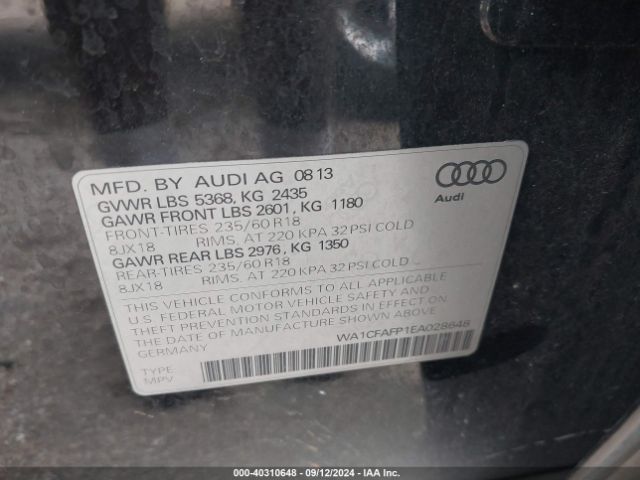 MFD. BY AUDI AG 08 13
GVWR LBS 5368, KG 2435
GAWR FRONT LBS 2601, KG 1180
FRONT-TIRES 235/60 R18
8JX18 RIMS, AT 220 KPA 32 PSI COLD
GAWR REAR LBS 2976, KG 1350
REAR-TIRES 235/60 R18
8JX18 RIMS, AT 220 KPA 32 PSI COLD
THIS VEHICLE CONFORMS TO ALL APPLICABLE
U.S. FEDERAL MOTOR VEHICLE SAFETY AND
THEFT PREVENTION STANDARDS IN EFFECT ON
THE DATE OF MANUFACTURE SHOWN ABOVE
GERMANY
WA1CFAFP1EA028648
TYPE
MPV
Audi
000-40310648 - 09/12/2024 - IAA Inc.